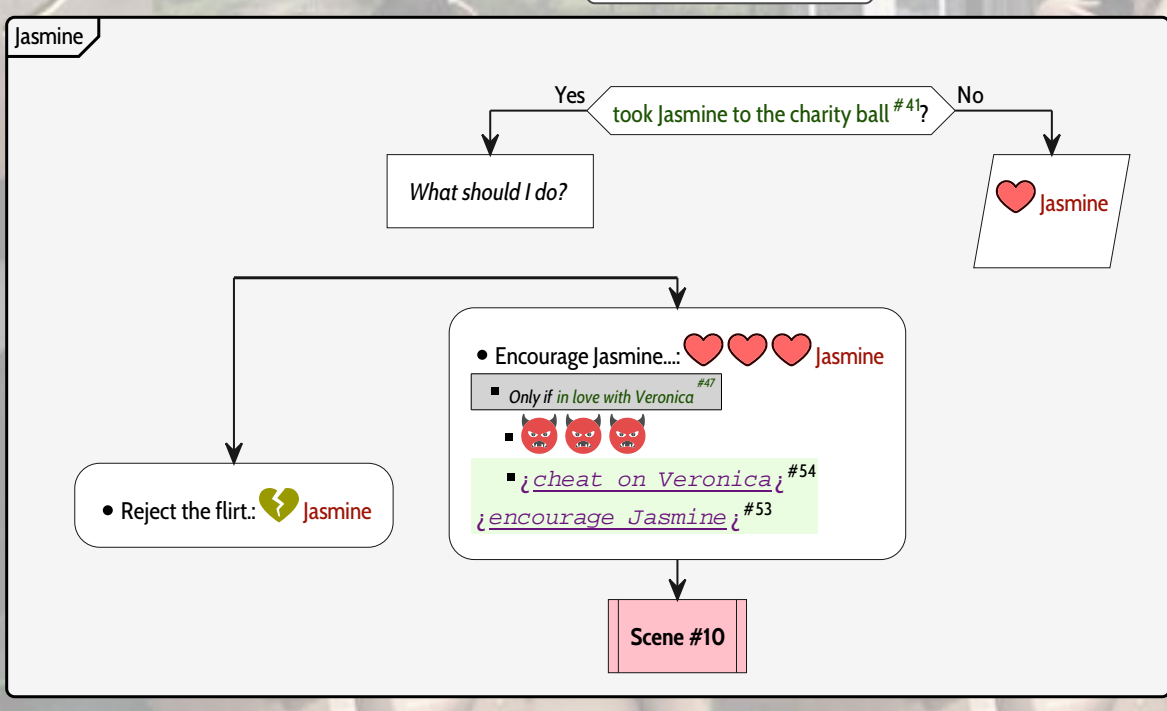 Jasmine
Yes
took Jasmine to the charity ball #41?
No
What should I do?
Jasmine
• Encourage Jasmine...: Jasmine
▪ Only if in love with Veronica #47
▪
▪ ¿cheat on Veronica¿ #54
¿encourage Jasmine¿ #53
• Reject the flirt.: Jasmine
Scene #10